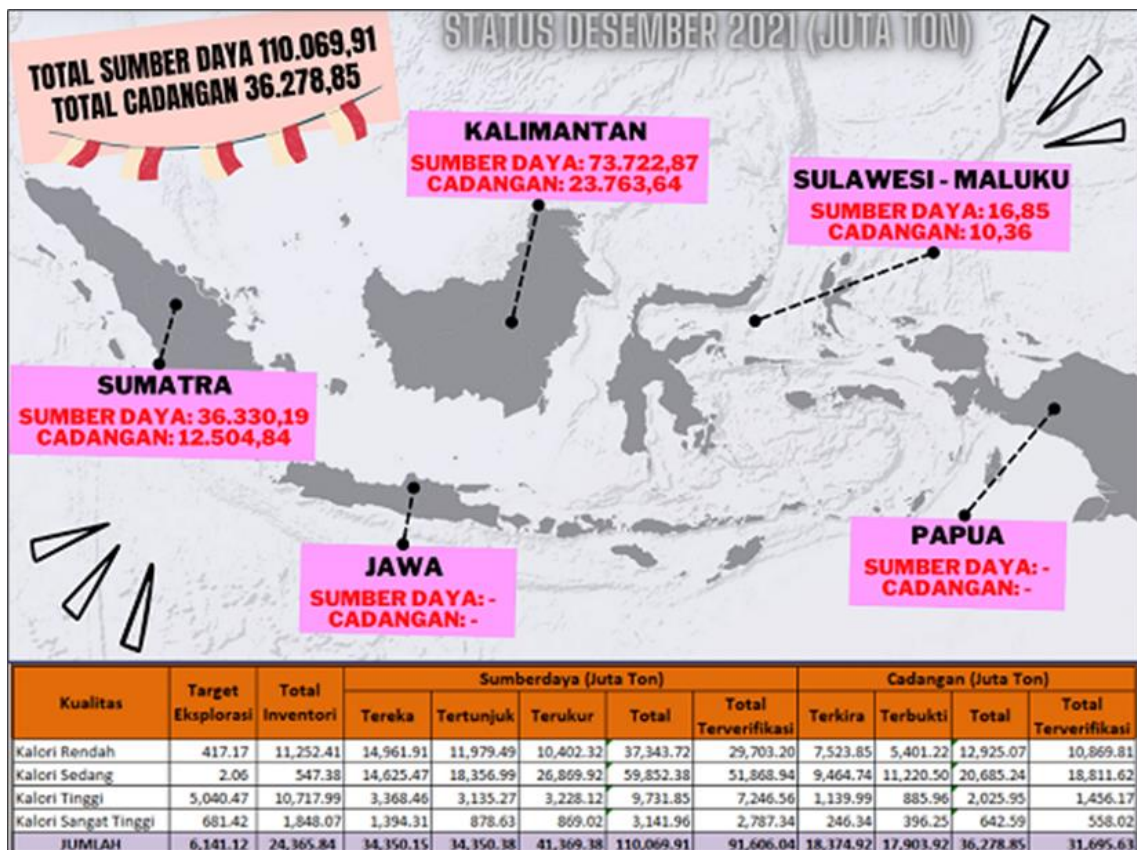 STATUS DESEMBER 2021 (JUTA TON)
TOTAL SUMBER DAYA 110.069,91
TOTAL CADANGAN 36.278,85
KALIMANTAN
SUMBER DAYA: 73.722,87
CADANGAN: 23.763,64
SULAWESI - MALUKU
SUMBER DAYA: 16,85
CADANGAN: 10,36
SUMATRA
SUMBER DAYA: 36.330,19
CADANGAN: 12.504,84
JAWA
SUMBER DAYA: -
CADANGAN: -
PAPUA
SUMBER DAYA: -
CADANGAN: -
Kualitas Target Eksplorasi Total Inventori Sumberdaya (Juta Ton) Cadangan (Juta Ton)
Tereka Tertunjuk Terukur Total Total Terverifikasi Terkira Terbukti Total Total Terverifikasi
Kalori Rendah 417.17 11,252.41 14,961.91 11,979.49 10,402.32 37,343.72 29,703.20 7,523.85 5,401.22 12,925.07 10,869.81
Kalori Sedang 2.06 547.38 14,625.47 18,356.99 26,869.92 59,852.38 51,868.94 9,464.74 11,220.50 20,685.24 18,811.62
Kalori Tinggi 5,040.47 10,717.99 3,368.46 3,135.27 3,228.12 9,731.85 7,246.56 1,139.99 885.96 2,025.95 1,456.17
Kalori Sangat Tinggi 681.42 1,848.07 1,394.31 878.63 869.02 3,141.96 2,787.34 246.34 396.25 642.59 558.02
JUMLAH 6,141.12 24,365.84 34,350.15 34,350.38 41,369.38 110,069.91 91,606.04 18,374.92 17,903.92 36,278.85 31,695.63